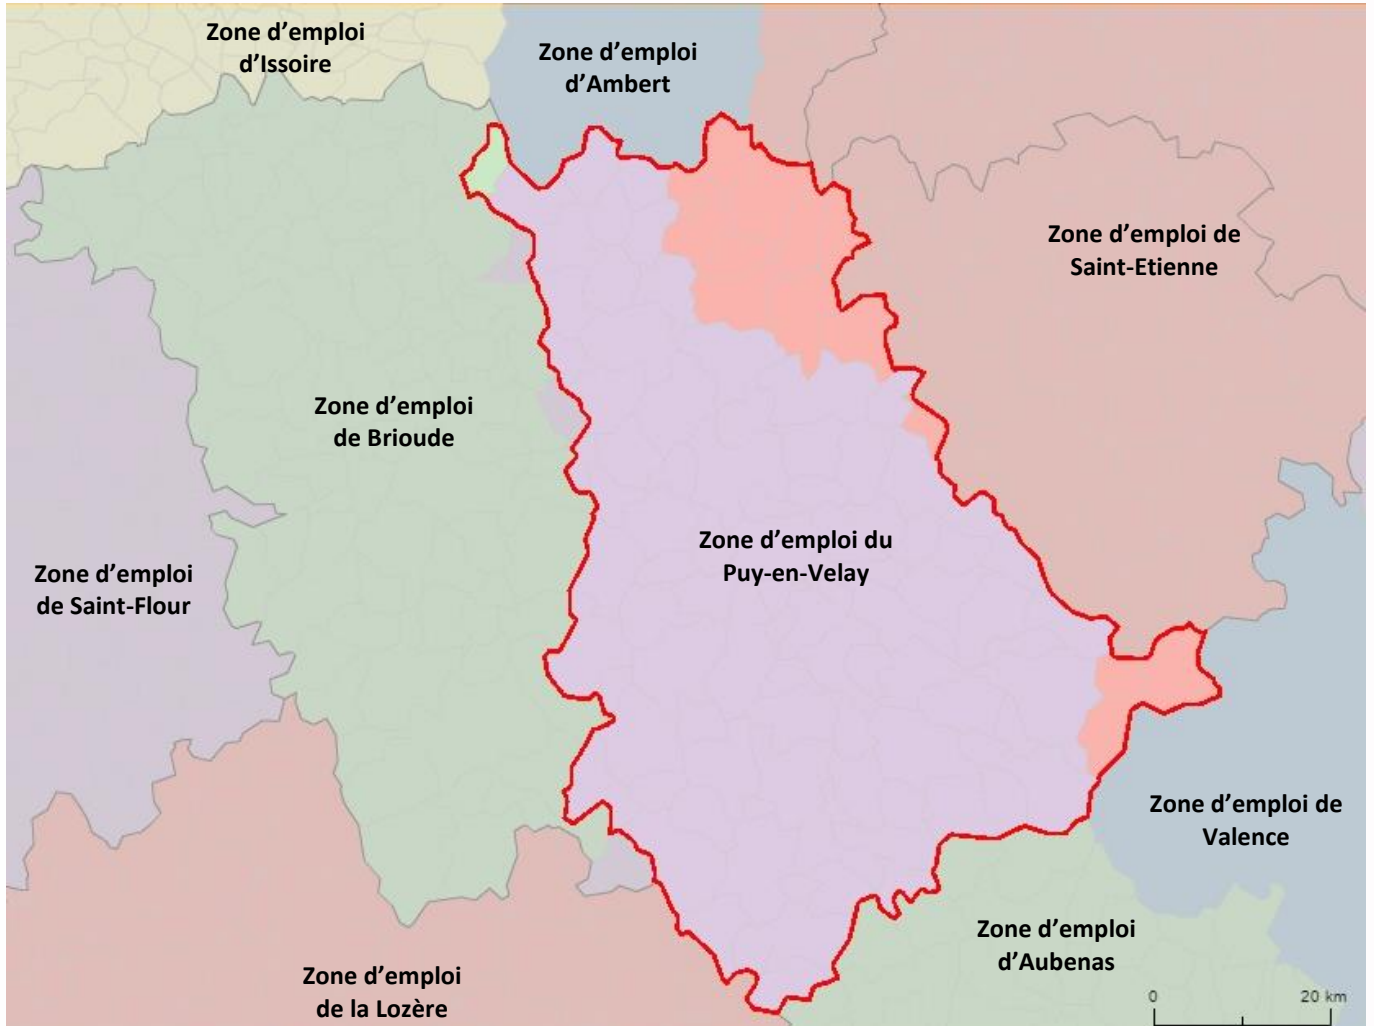 Zone d’emploi
d’Issoire
Zone d’emploi
d’Ambert
Zone d’emploi de
Saint-Etienne
Zone d’emploi
de Brioude
Zone d’emploi du
Puy-en-Velay
Zone d’emploi
de Saint-Flour
Zone d’emploi de
Valence
Zone d’emploi
d’Aubenas
Zone d’emploi
de la Lozère
0 20 km